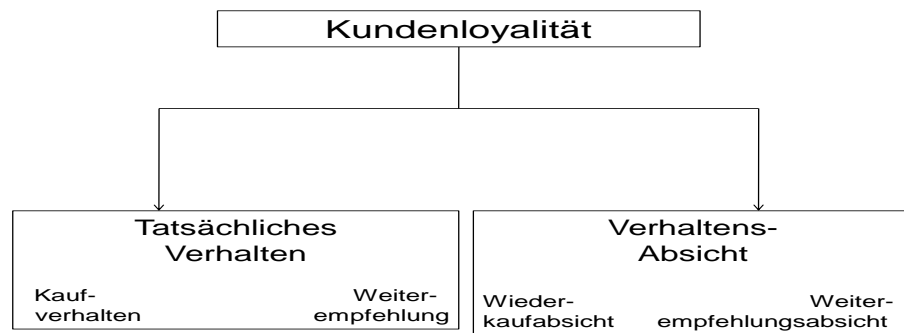 Kundenloyalität
Tatsächliches
Verhalten
Kauf-
verhalten
Weiter-
empfehlung
Verhaltens-
Absicht
Wieder-
kaufabsicht
Weiter-
empfehlungsabsicht